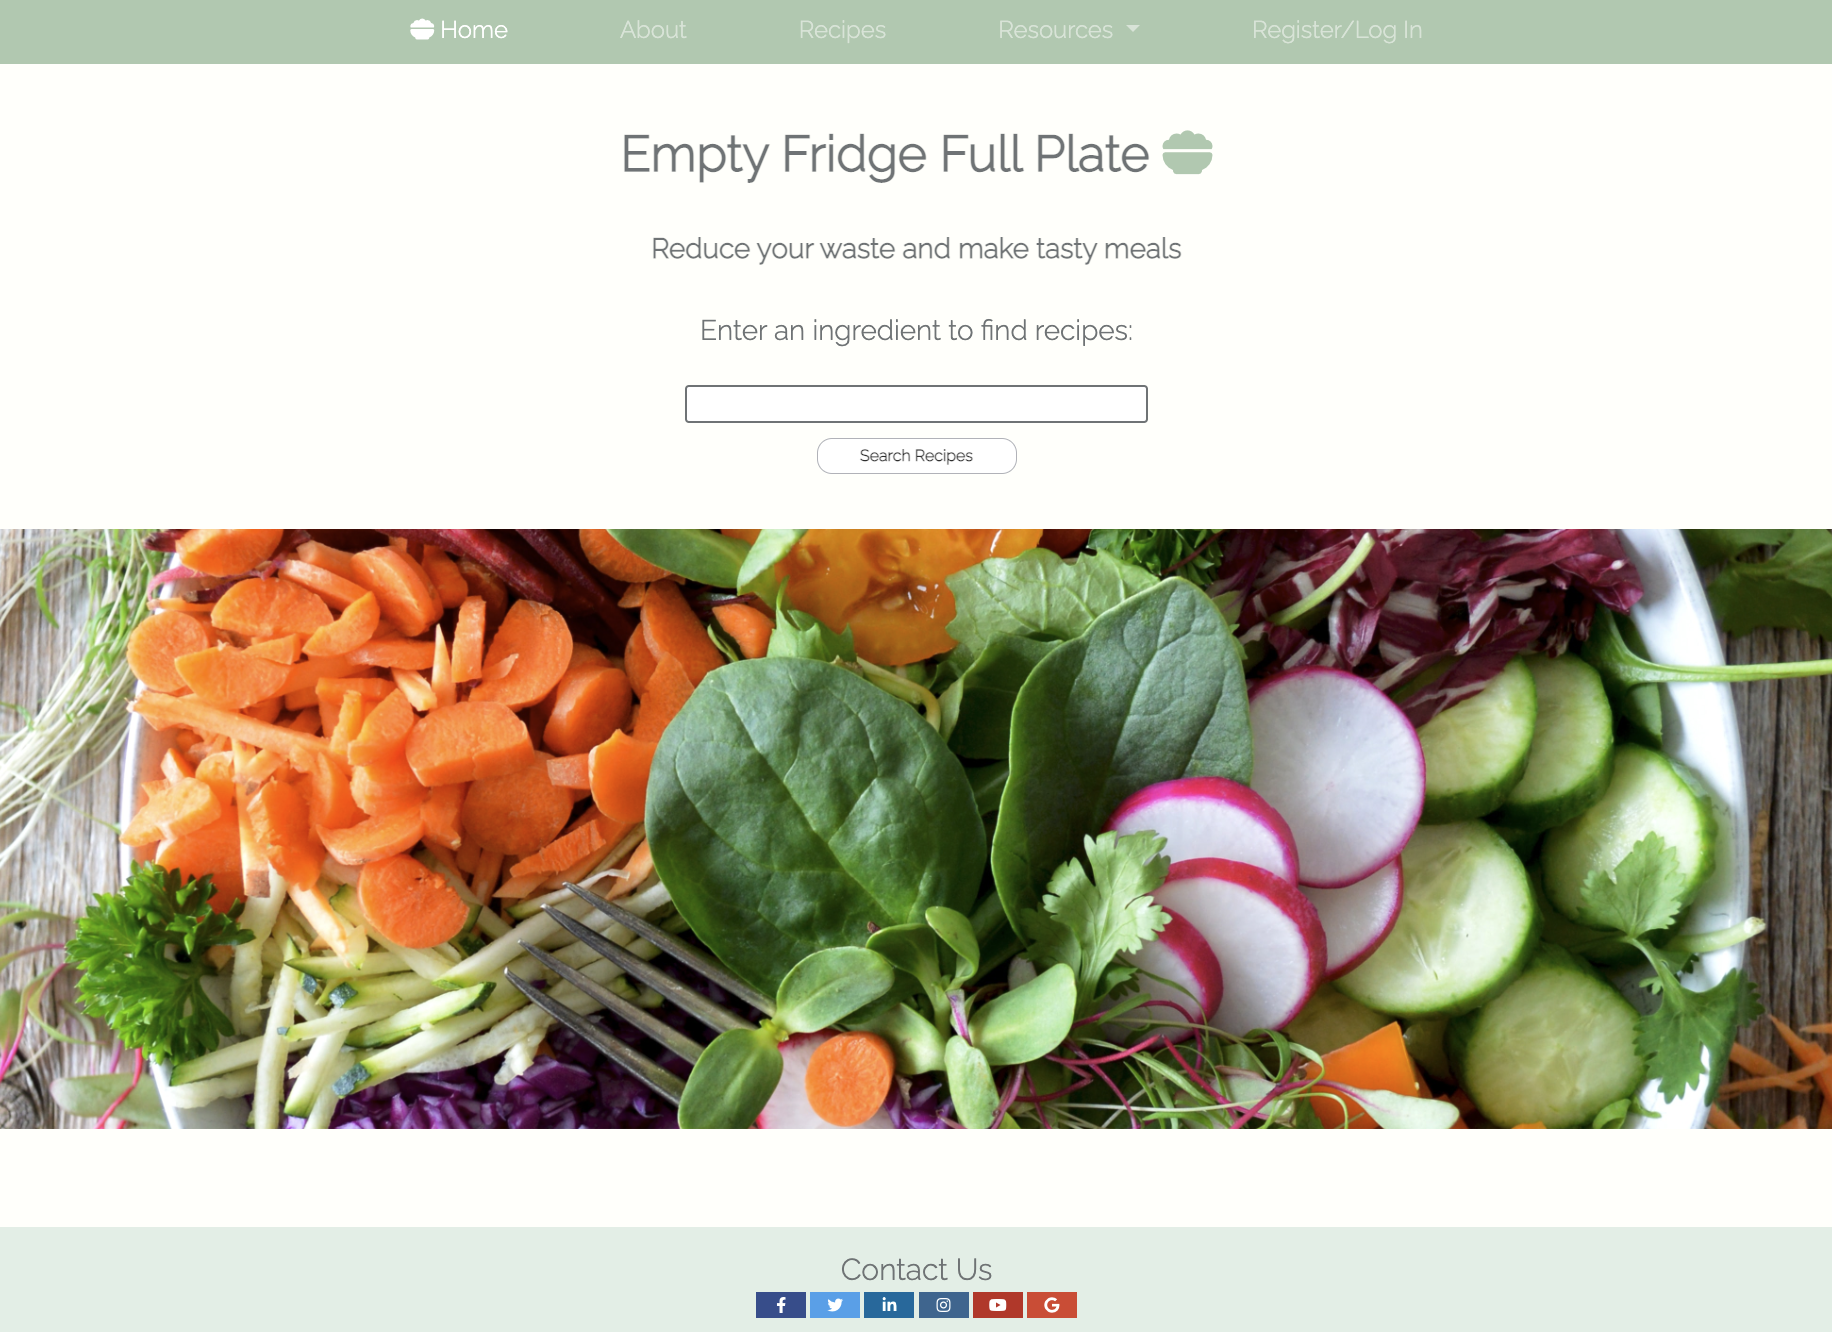 Home About Recipes Resources Register/Log In
Empty Fridge Full Plate
Reduce your waste and make tasty meals
Enter an ingredient to find recipes:
Search Recipes
Contact Us